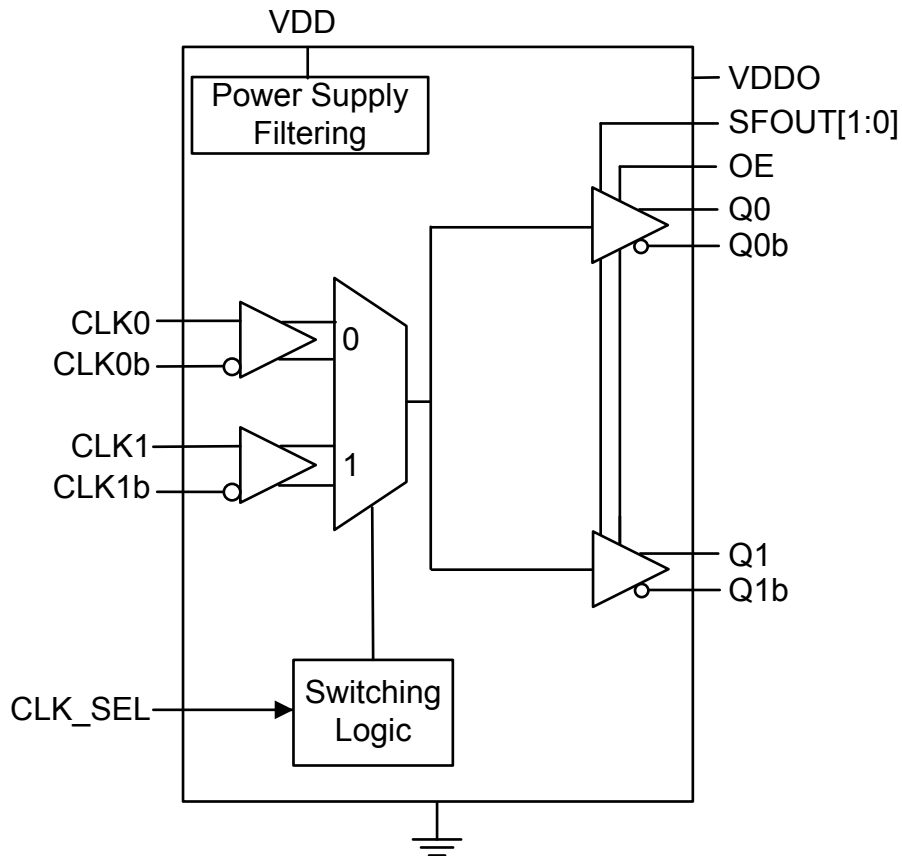 VDD
Power Supply
Filtering
VDDO
SFOUT[1:0]
OE
Q0
Q0b
CLK0
CLK0b
0
CLK1
CLK1b
1
Q1
Q1b
CLK_SEL
Switching
Logic